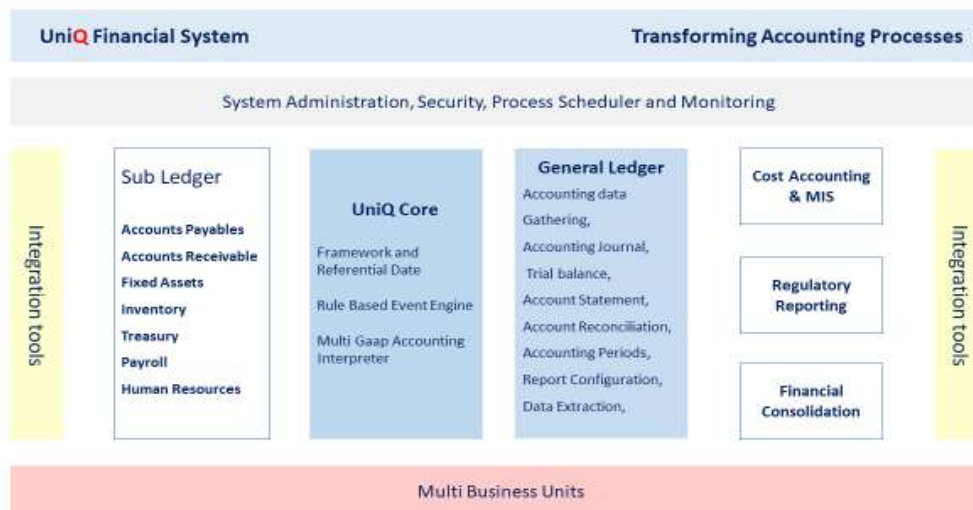 UniQ Financial System
Transforming Accounting Processes
System Administration, Security, Process Scheduler and Monitoring
Integration tools
Sub Ledger
Accounts Payables
Accounts Receivable
Fixed Assets
Inventory
Treasury
Payroll
Human Resources
UniQ Core
Framework and
Referential Date
Rule Based Event Engine
Multi Gaap Accounting
Interpreter
General Ledger
Accounting data
Gathering,
Accounting Journal,
Trial balance,
Account Statement,
Account Reconciliation,
Accounting Periods,
Report Configuration,
Data Extraction,
Cost Accounting
& MIS
Regulatory
Reporting
Financial
Consolidation
Integration tools
Multi Business Units